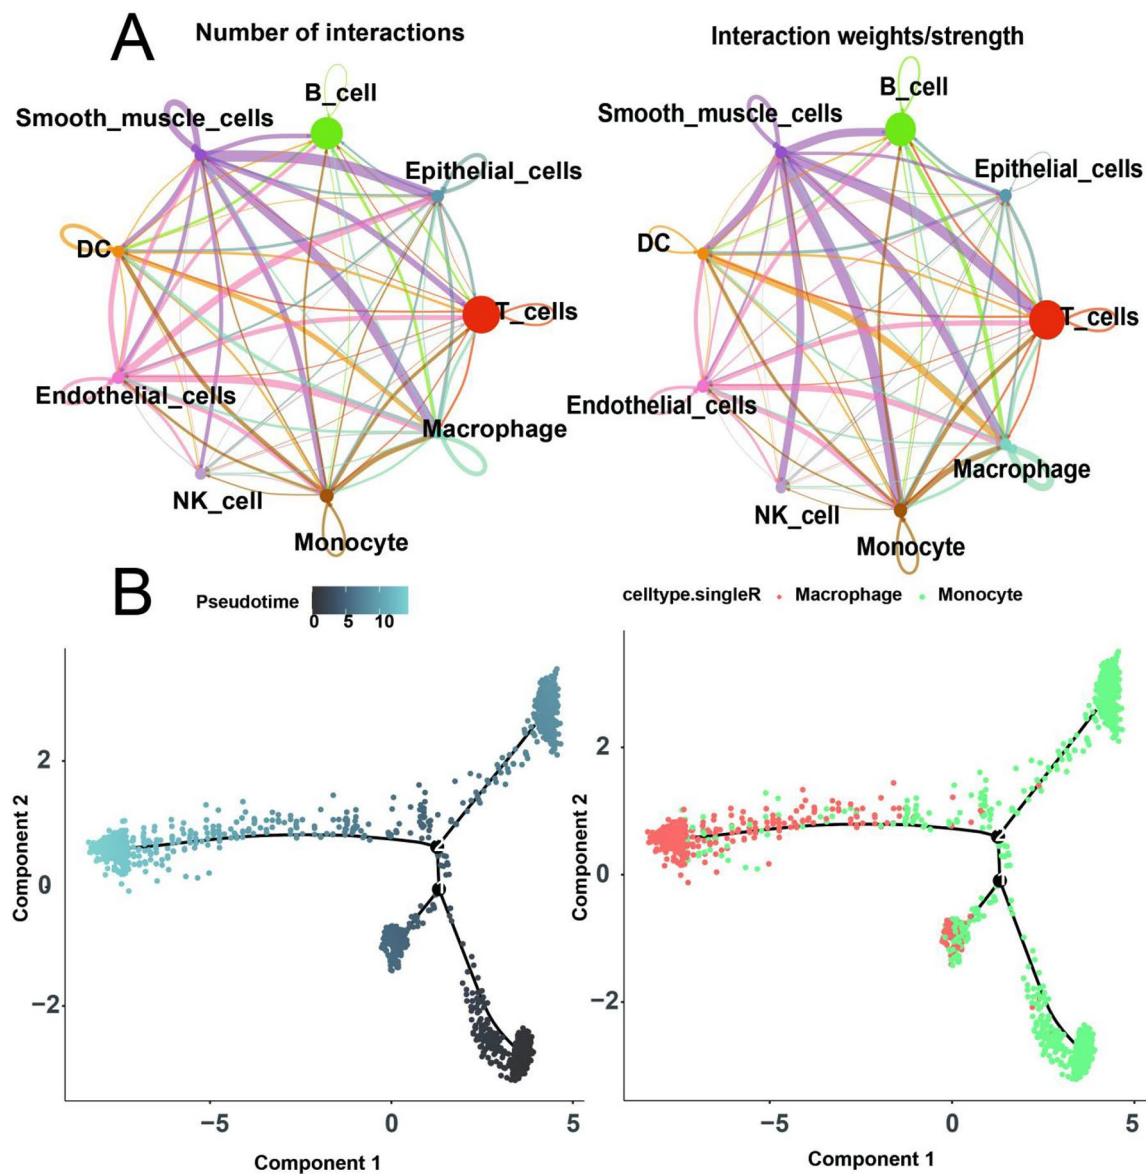 A
Number of interactions
B_cell
Smooth_muscle_cells
Epithelial_cells
DC
T_cells
Endothelial_cells
Macrophage
NK_cell
Monocyte
Interaction weights/strength
B_cell
Smooth_muscle_cells
Epithelial_cells
DC
T_cells
Endothelial_cells
Macrophage
NK_cell
Monocyte
B
Pseudotime
0 5 10
Component 2
2
0
−2
−5 0 5
Component 1
celltype.singleR Macrophage Monocyte
Component 2
2
0
−2
−5 0 5
Component 1